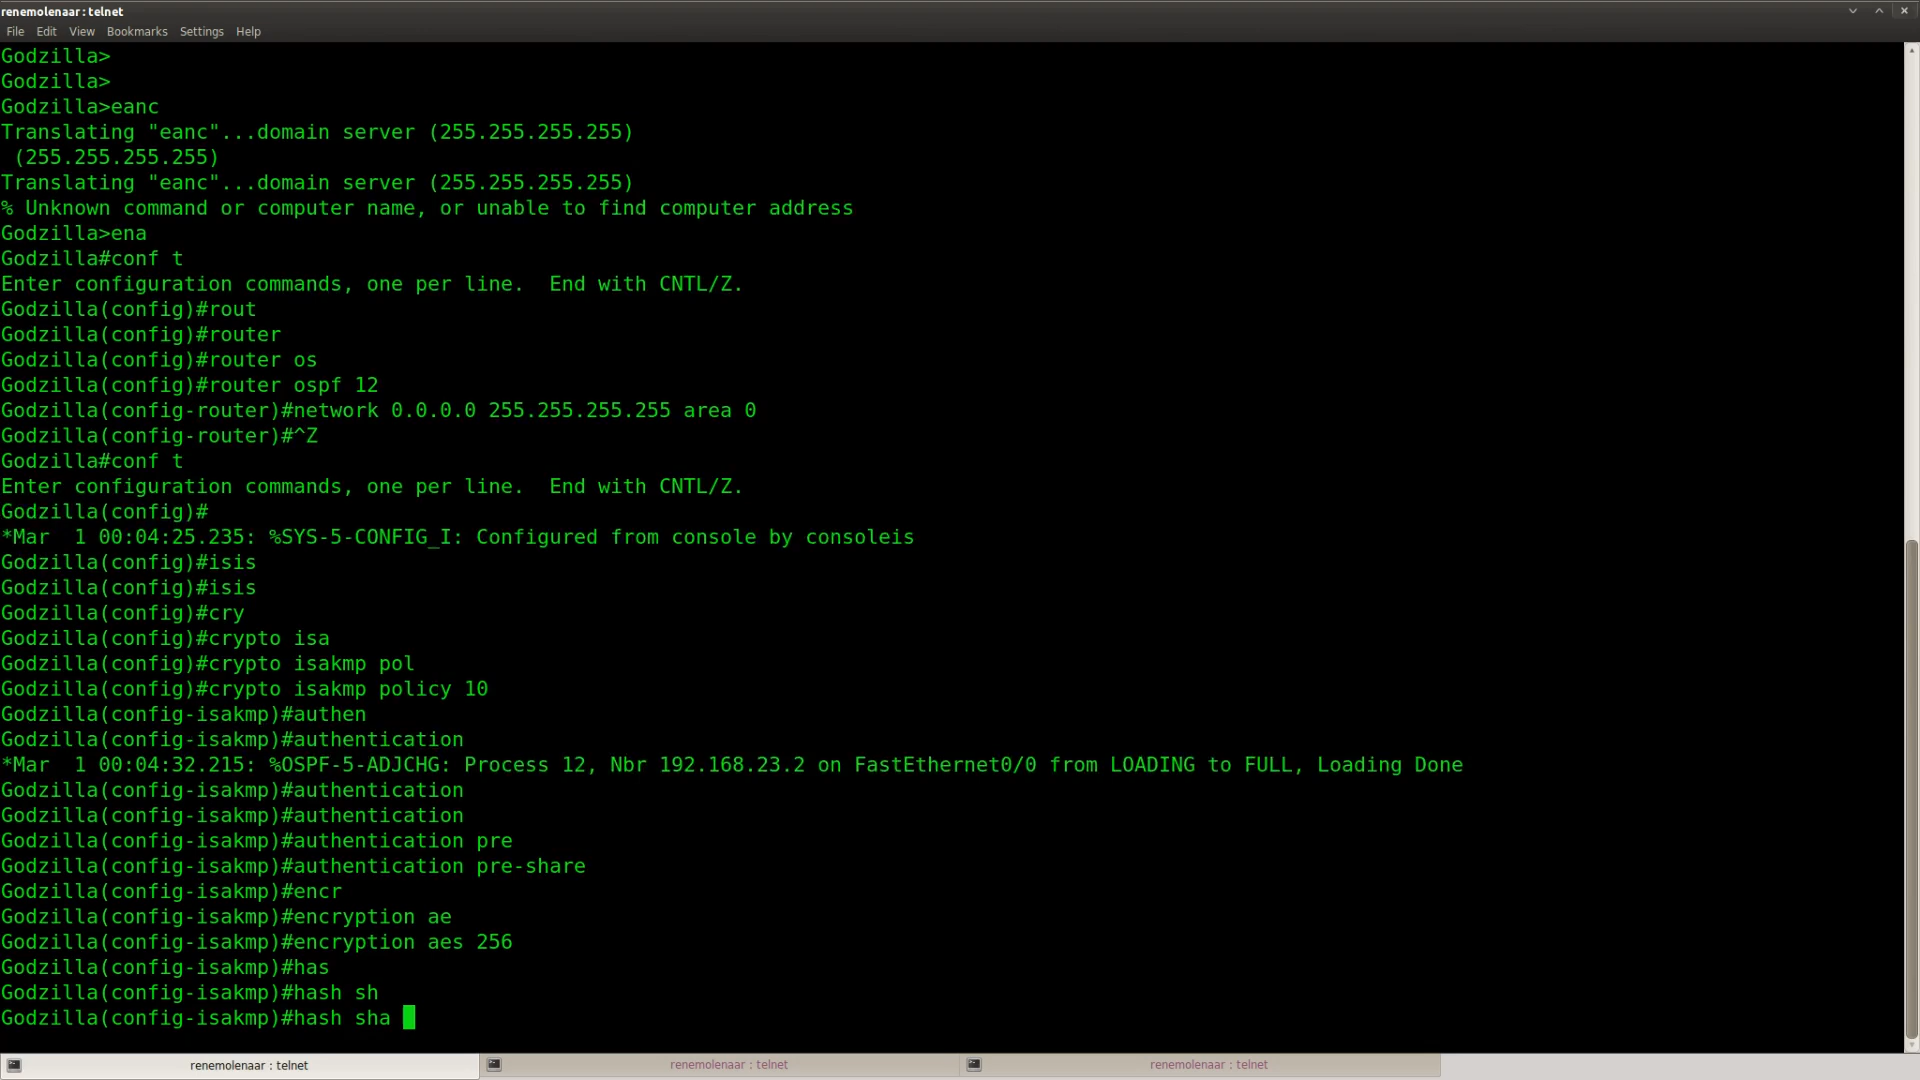 renemolenaar : telnet
File Edit View Bookmarks Settings Help
Godzilla>
Godzilla>
Godzilla>eanc
Translating "eanc"...domain server (255.255.255.255)
 (255.255.255.255)
Translating "eanc"...domain server (255.255.255.255)
% Unknown command or computer name, or unable to find computer address
Godzilla>ena
Godzilla#conf t
Enter configuration commands, one per line.  End with CNTL/Z.
Godzilla(config)#rout
Godzilla(config)#router
Godzilla(config)#router os
Godzilla(config)#router ospf 12
Godzilla(config-router)#network 0.0.0.0 255.255.255.255 area 0
Godzilla(config-router)#^Z
Godzilla#conf t
Enter configuration commands, one per line.  End with CNTL/Z.
Godzilla(config)#
*Mar  1 00:04:25.235: %SYS-5-CONFIG_I: Configured from console by consoleis
Godzilla(config)#isis
Godzilla(config)#isis
Godzilla(config)#cry
Godzilla(config)#crypto isa
Godzilla(config)#crypto isakmp pol
Godzilla(config)#crypto isakmp policy 10
Godzilla(config-isakmp)#authen
Godzilla(config-isakmp)#authentication
*Mar  1 00:04:32.215: %OSPF-5-ADJCHG: Process 12, Nbr 192.168.23.2 on FastEthernet0/0 from LOADING to FULL, Loading Done
Godzilla(config-isakmp)#authentication
Godzilla(config-isakmp)#authentication
Godzilla(config-isakmp)#authentication pre
Godzilla(config-isakmp)#authentication pre-share
Godzilla(config-isakmp)#encr
Godzilla(config-isakmp)#encryption ae
Godzilla(config-isakmp)#encryption aes 256
Godzilla(config-isakmp)#has
Godzilla(config-isakmp)#hash sh
Godzilla(config-isakmp)#hash sha
renemolenaar : telnet renemolenaar : telnet renemolenaar : telnet